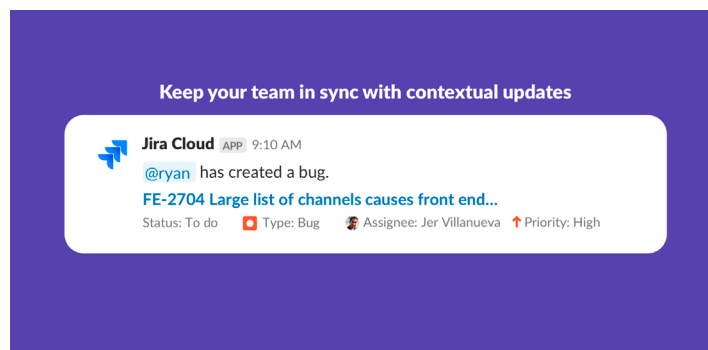 Keep your team in sync with contextual updates
Jira Cloud APP 9:10 AM
@ryan has created a bug.
FE-2704 Large list of channels causes front end...
Status: To do Type: Bug Assignee: Jer Villanueva Priority: High